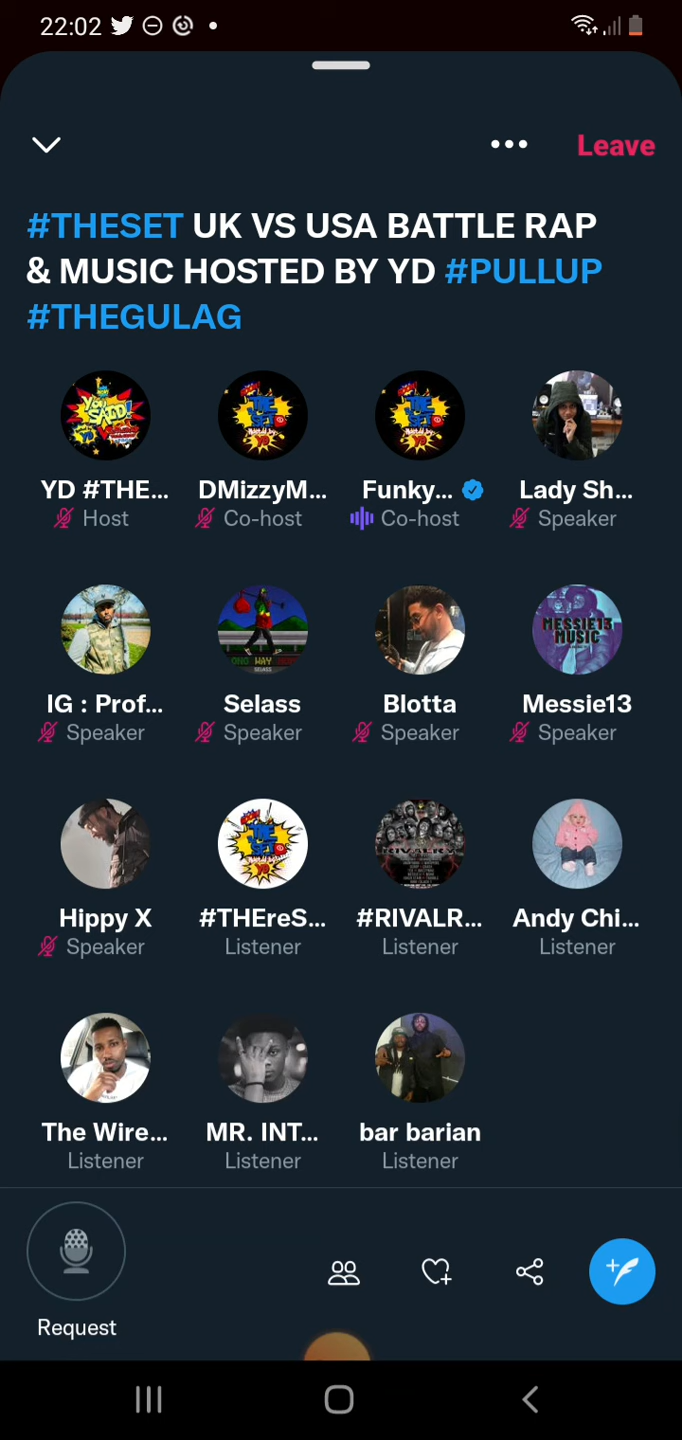 22:02
Leave
#THESET UK VS USA BATTLE RAP
& MUSIC HOSTED BY YD #PULLUP
#THEGULAG
YD #THE... DMizzyM... Funky... Lady Sh...
Host Co-host Co-host Speaker
MESSIE13
MUSIC
IG : Prof... Selass Blotta Messie13
Speaker Speaker Speaker Speaker
Hippy X #THEreS... #RIVALR... Andy Chi...
Speaker Listener Listener Listener
The Wire... MR. INT... bar barian
Listener Listener Listener
Request